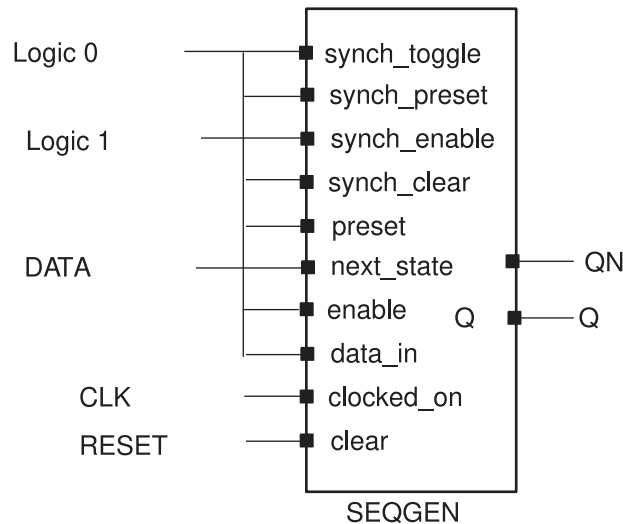 Logic 0 synch_toggle
synch_preset
Logic 1 synch_enable
synch_clear
preset
DATA next_state QN
enable Q Q
data_in
CLK clocked_on
RESET clear
SEQGEN